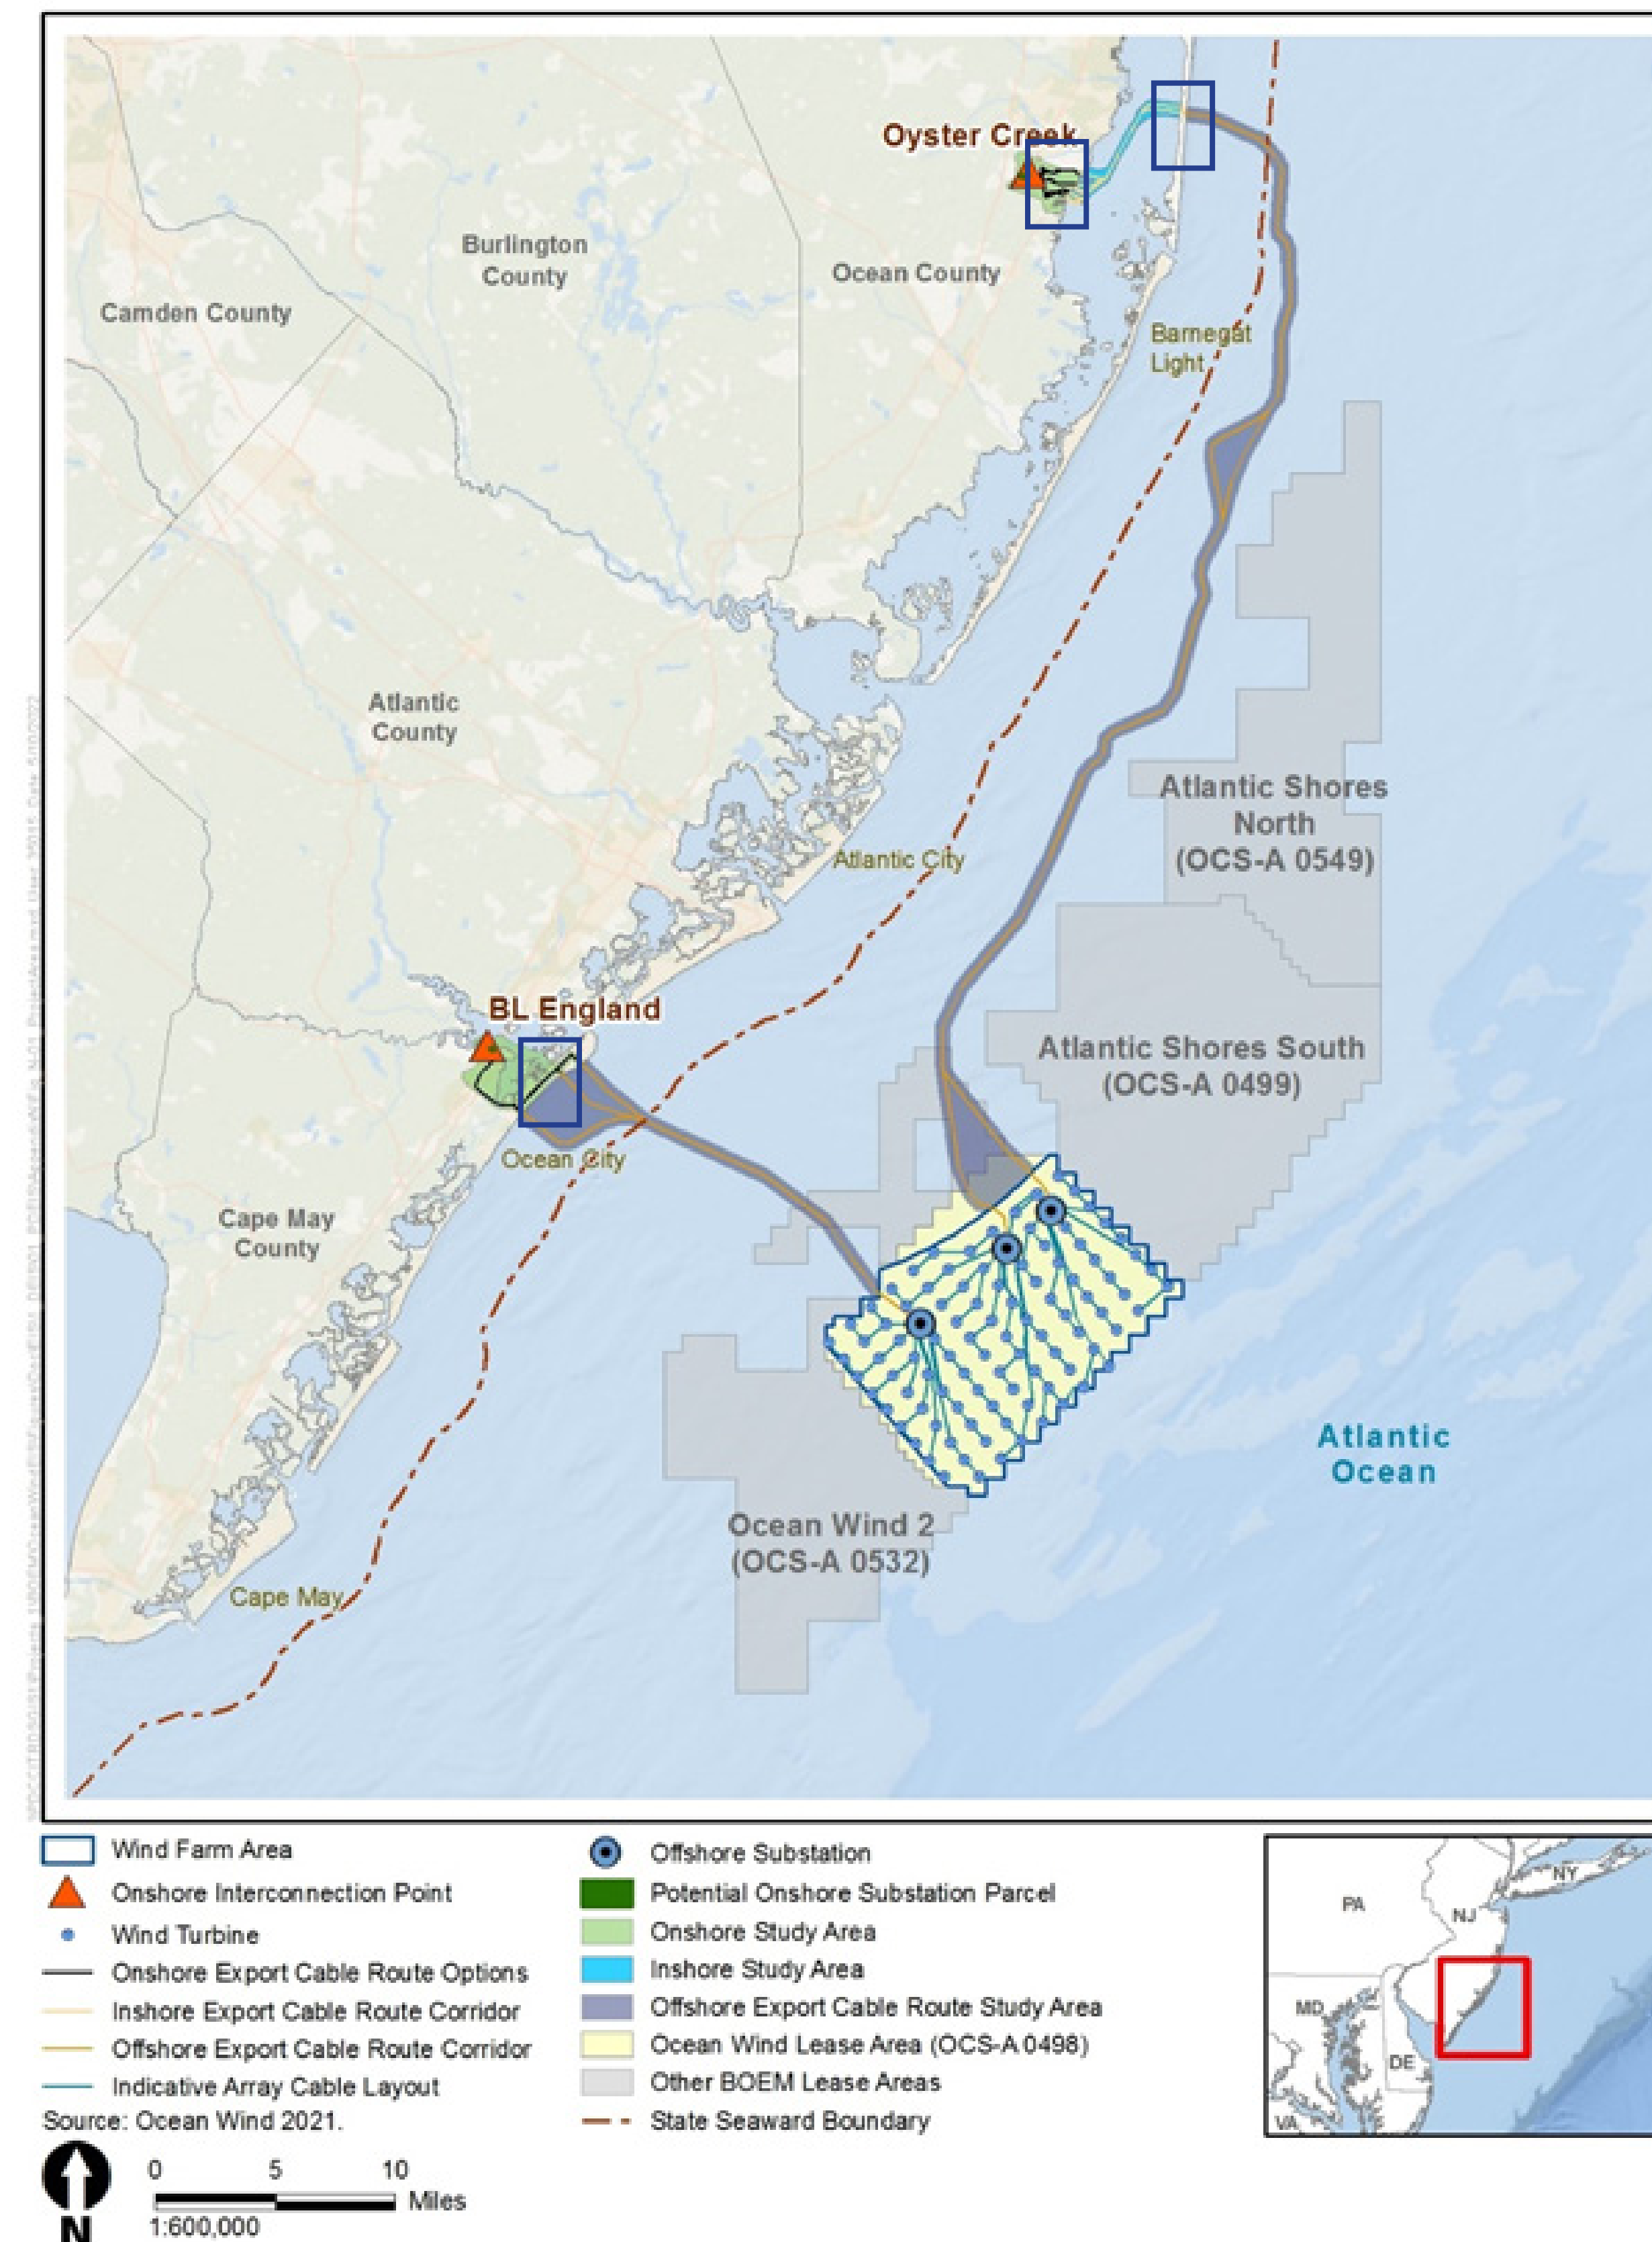 Oyster Creek
Burlington
County
Ocean County
Camden County
Barnegat
Light
Atlantic
County
Atlantic Shores
North
(OCS-A 0549)
Atlantic City
BL England
Atlantic Shores South
(OCS-A 0499)
Ocean City
Cape May
County
Atlantic
Ocean
Ocean Wind 2
(OCS-A 0532)
Cape May
Wind Farm Area
Onshore Interconnection Point
Wind Turbine
Onshore Export Cable Route Options
Inshore Export Cable Route Corridor
Offshore Export Cable Route Corridor
Indicative Array Cable Layout
Source: Ocean Wind 2021.
Offshore Substation
Potential Onshore Substation Parcel
Onshore Study Area
Inshore Study Area
Offshore Export Cable Route Study Area
Ocean Wind Lease Area (OCS-A 0498)
Other BOEM Lease Areas
State Seaward Boundary
N
0 5 10
Miles
1:600,000
NY
PA
NJ
MD
DE
VA